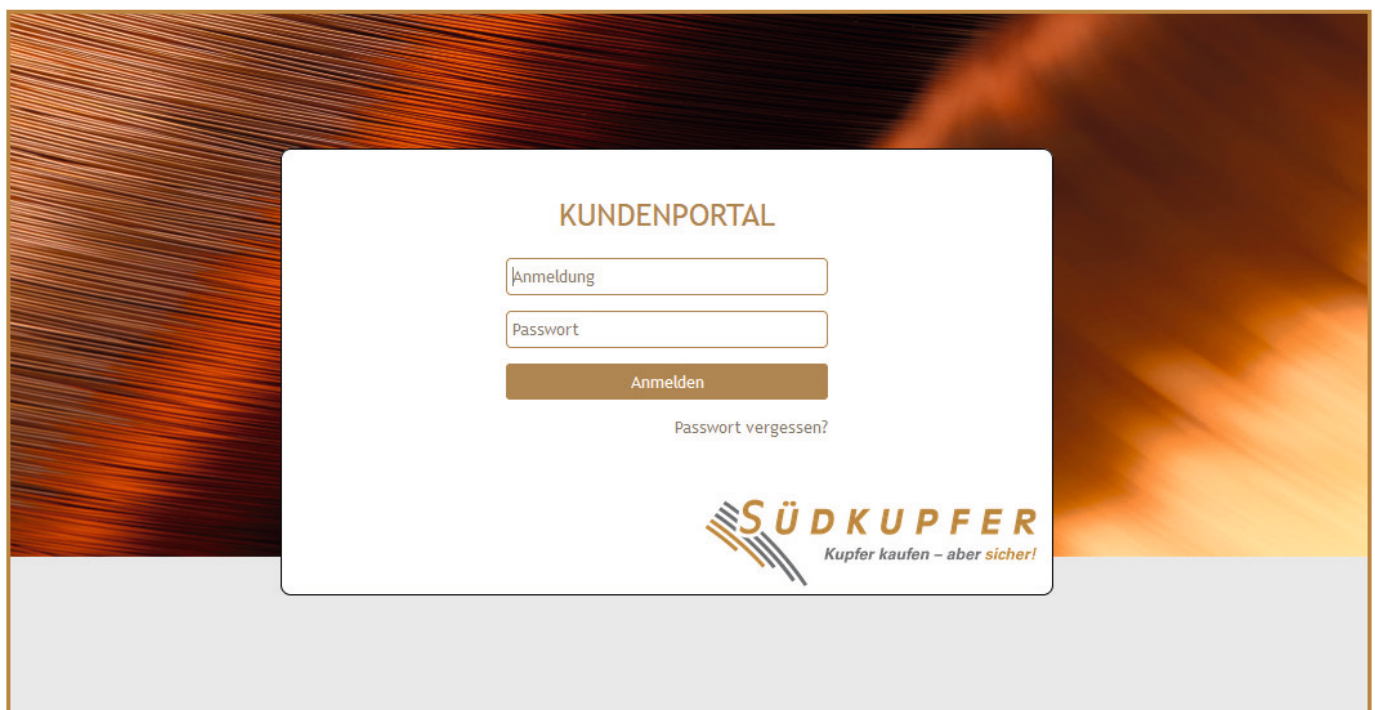 KUNDENPORTAL
Anmeldung
Passwort
Anmelden
Passwort vergessen?
SÜDKUPFER
Kupfer kaufen – aber sicher!